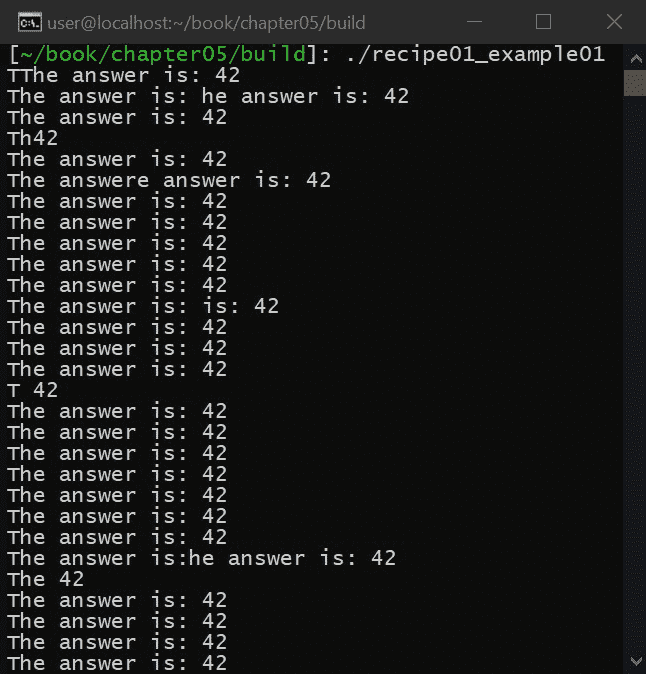 user@localhost:~/book/chapter05/build
[~/book/chapter05/build]: ./recipe01_example01
TThe answer is: 42
The answer is: he answer is: 42
The answer is: 42
Th42
The answer is: 42
The answere answer is: 42
The answer is: 42
The answer is: 42
The answer is: 42
The answer is: 42
The answer is: 42
The answer is: is: 42
The answer is: 42
The answer is: 42
The answer is: 42
T 42
The answer is: 42
The answer is: 42
The answer is: 42
The answer is: 42
The answer is: 42
The answer is: 42
The answer is: 42
The answer is:he answer is: 42
The 42
The answer is: 42
The answer is: 42
The answer is: 42
The answer is: 42